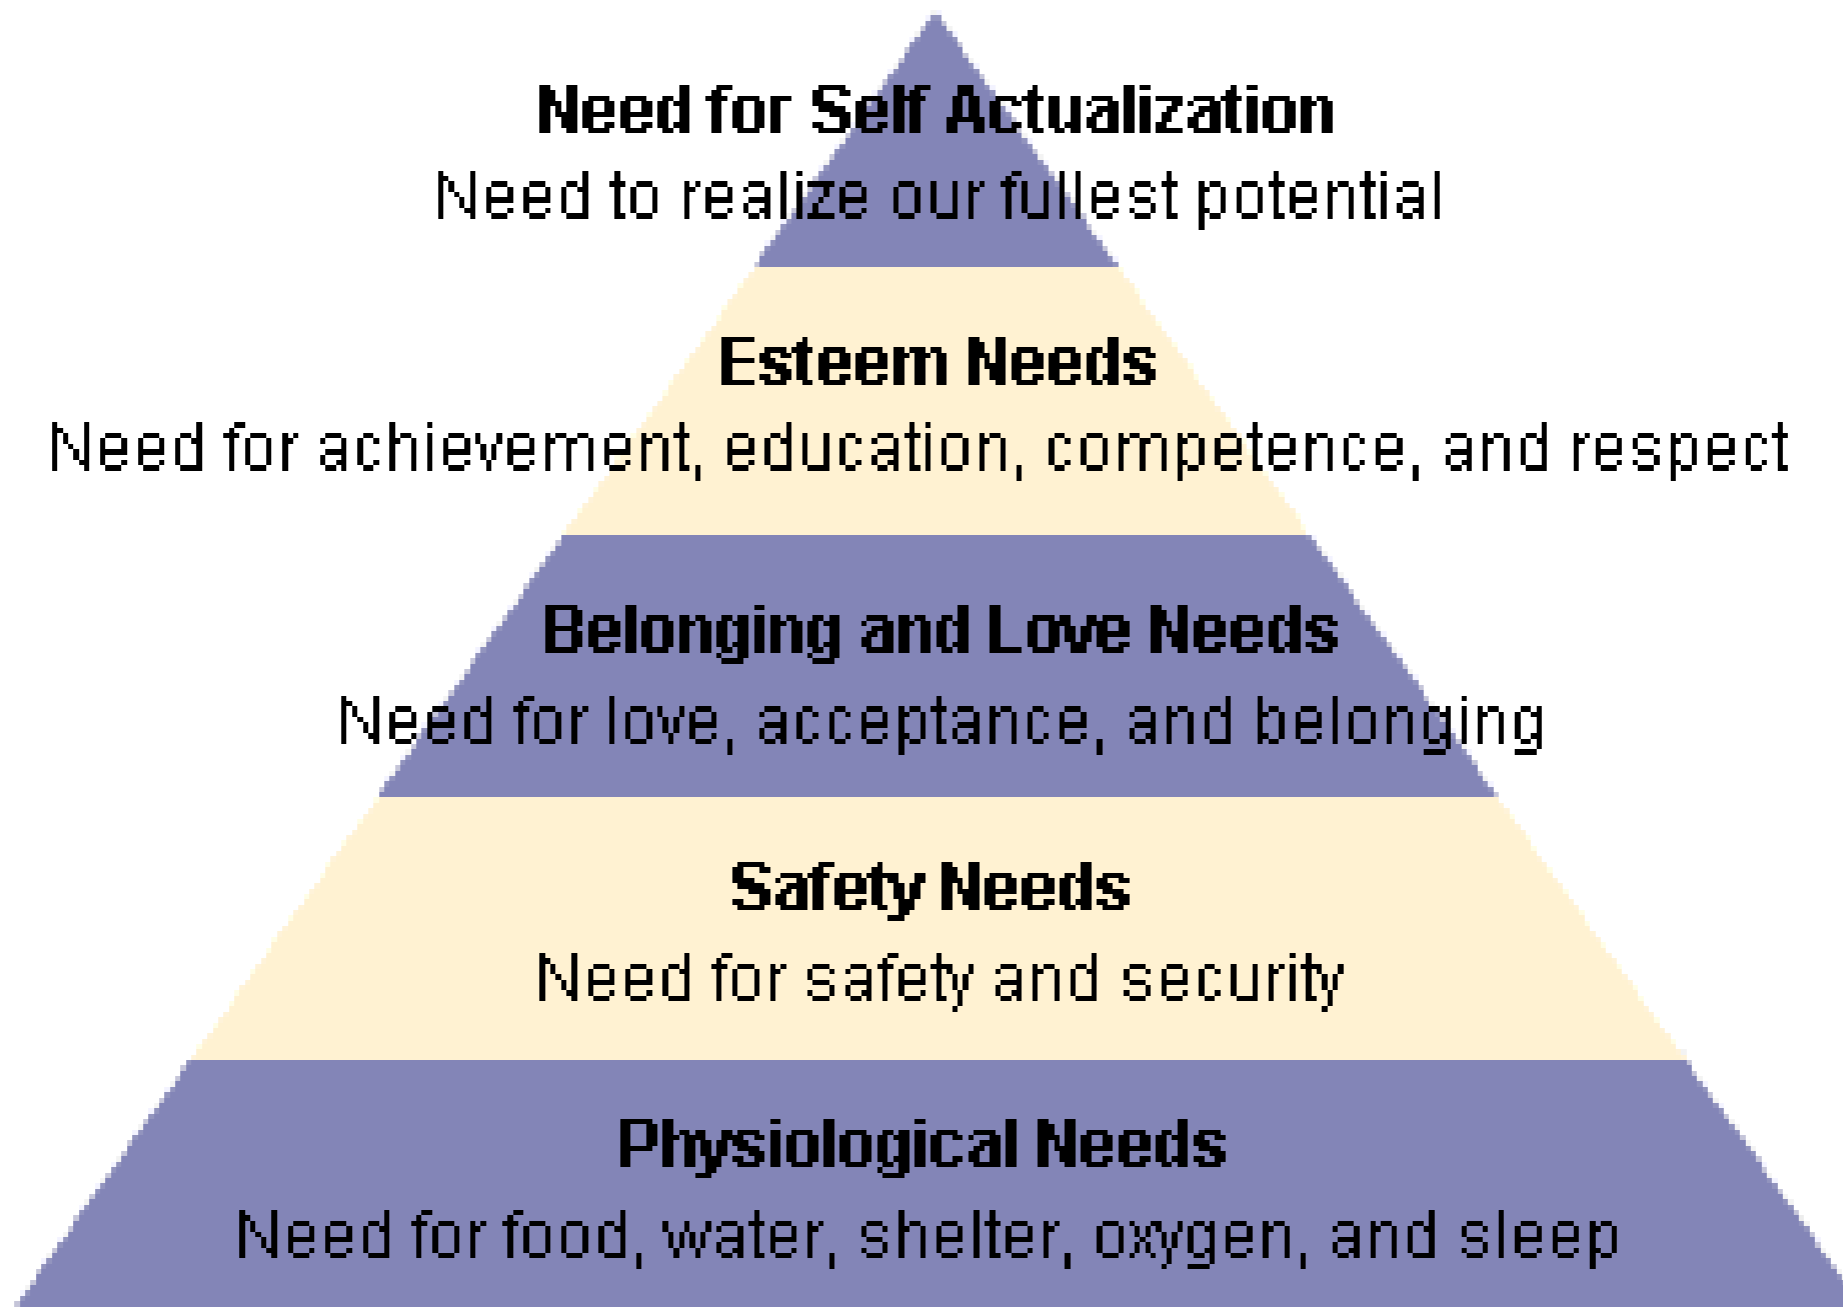 Need for Self Actualization
Need to realize our fullest potential
Esteem Needs
Need for achievement, education, competence, and respect
Belonging and Love Needs
Need for love, acceptance, and belonging
Safety Needs
Need for safety and security
Physiological Needs
Need for food, water, shelter, oxygen, and sleep